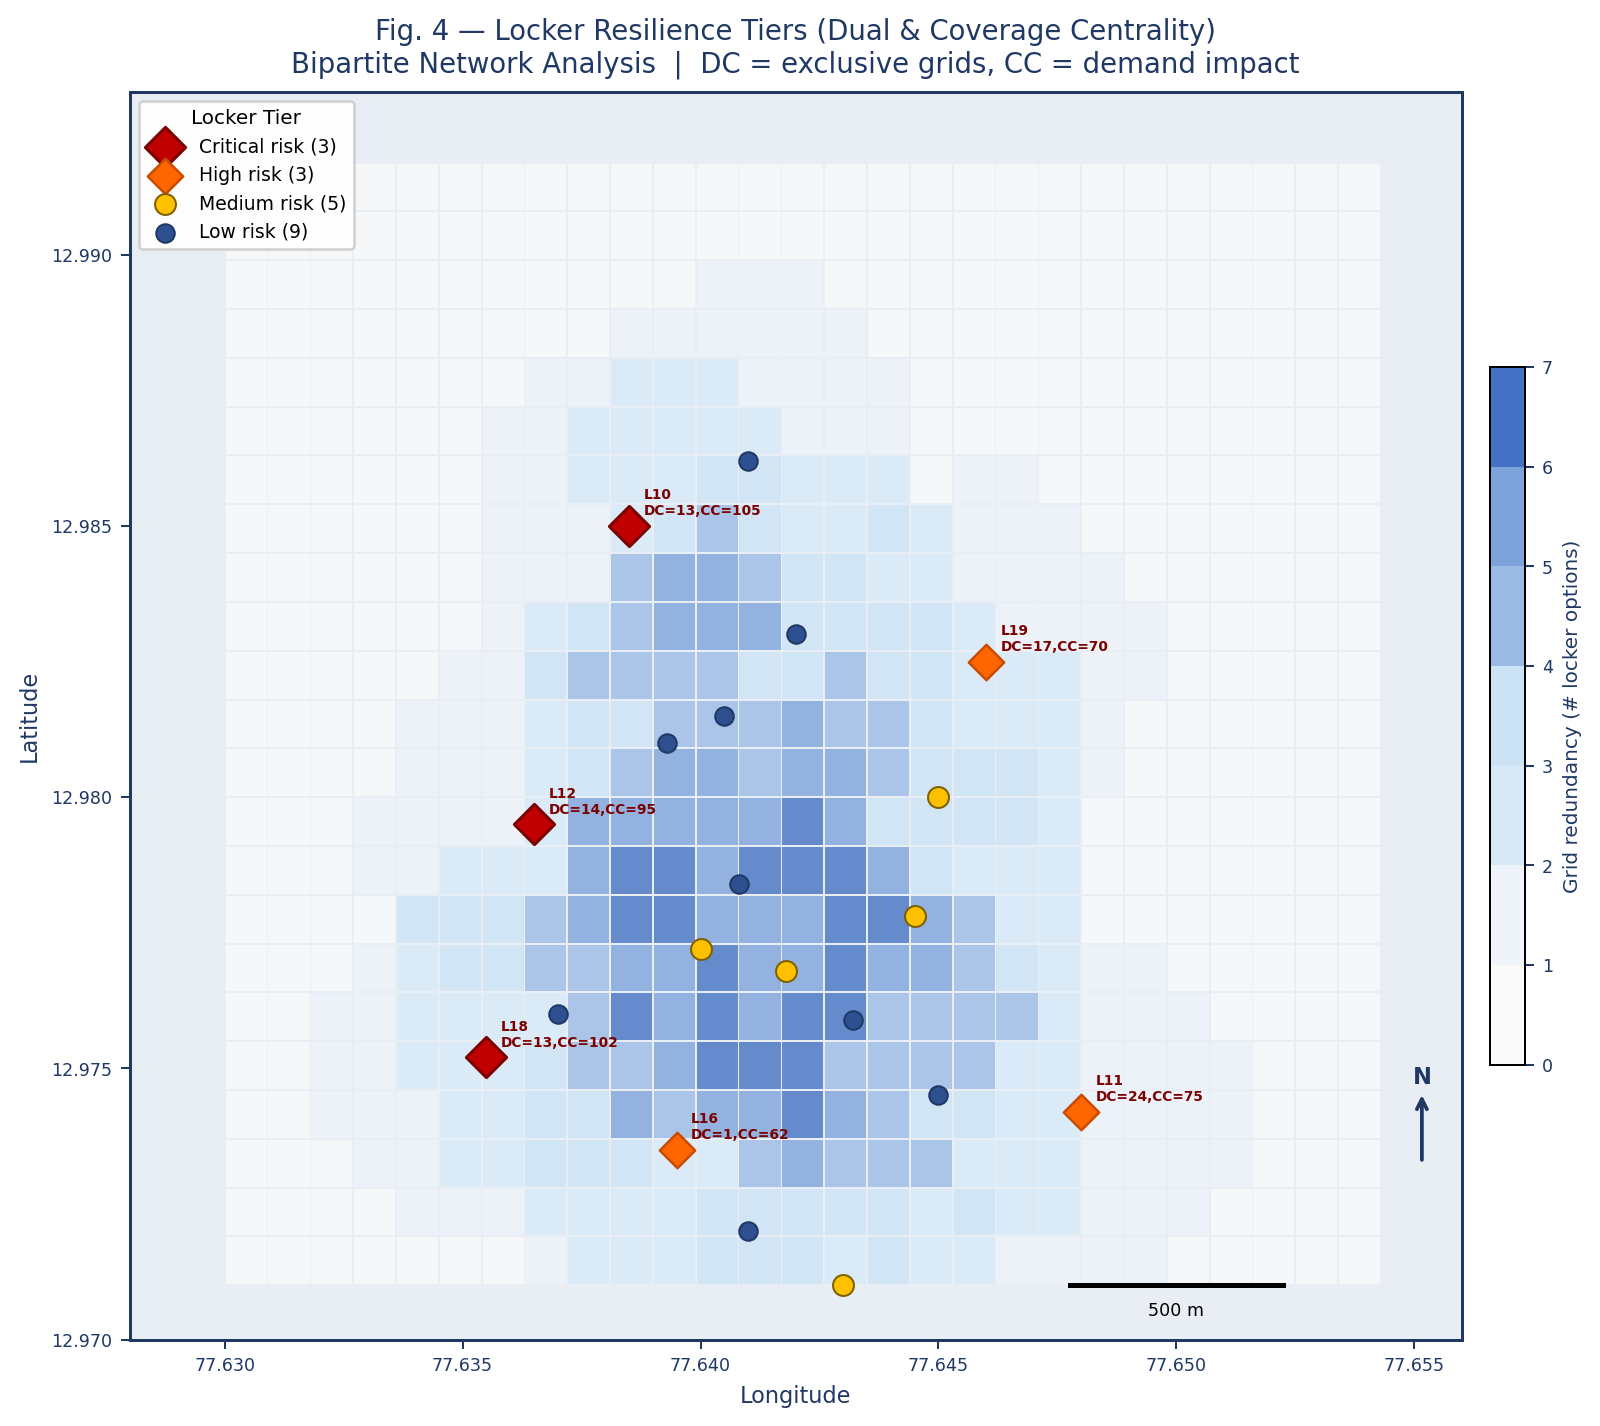 Fig. 4 — Locker Resilience Tiers (Dual & Coverage Centrality)
Bipartite Network Analysis | DC = exclusive grids, CC = demand impact
Locker Tier
Critical risk (3)
High risk (3)
Medium risk (5)
Low risk (9)
12.990
12.985
12.980
12.975
12.970
Latitude
L10
DC=13,CC=105
L19
DC=17,CC=70
L12
DC=14,CC=95
L18
DC=13,CC=102
L11
DC=24,CC=75
L16
DC=1,CC=62
N
500 m
77.630
77.635
77.640
77.645
77.650
77.655
Longitude
7
6
5
4
3
2
1
0
Grid redundancy (# locker options)